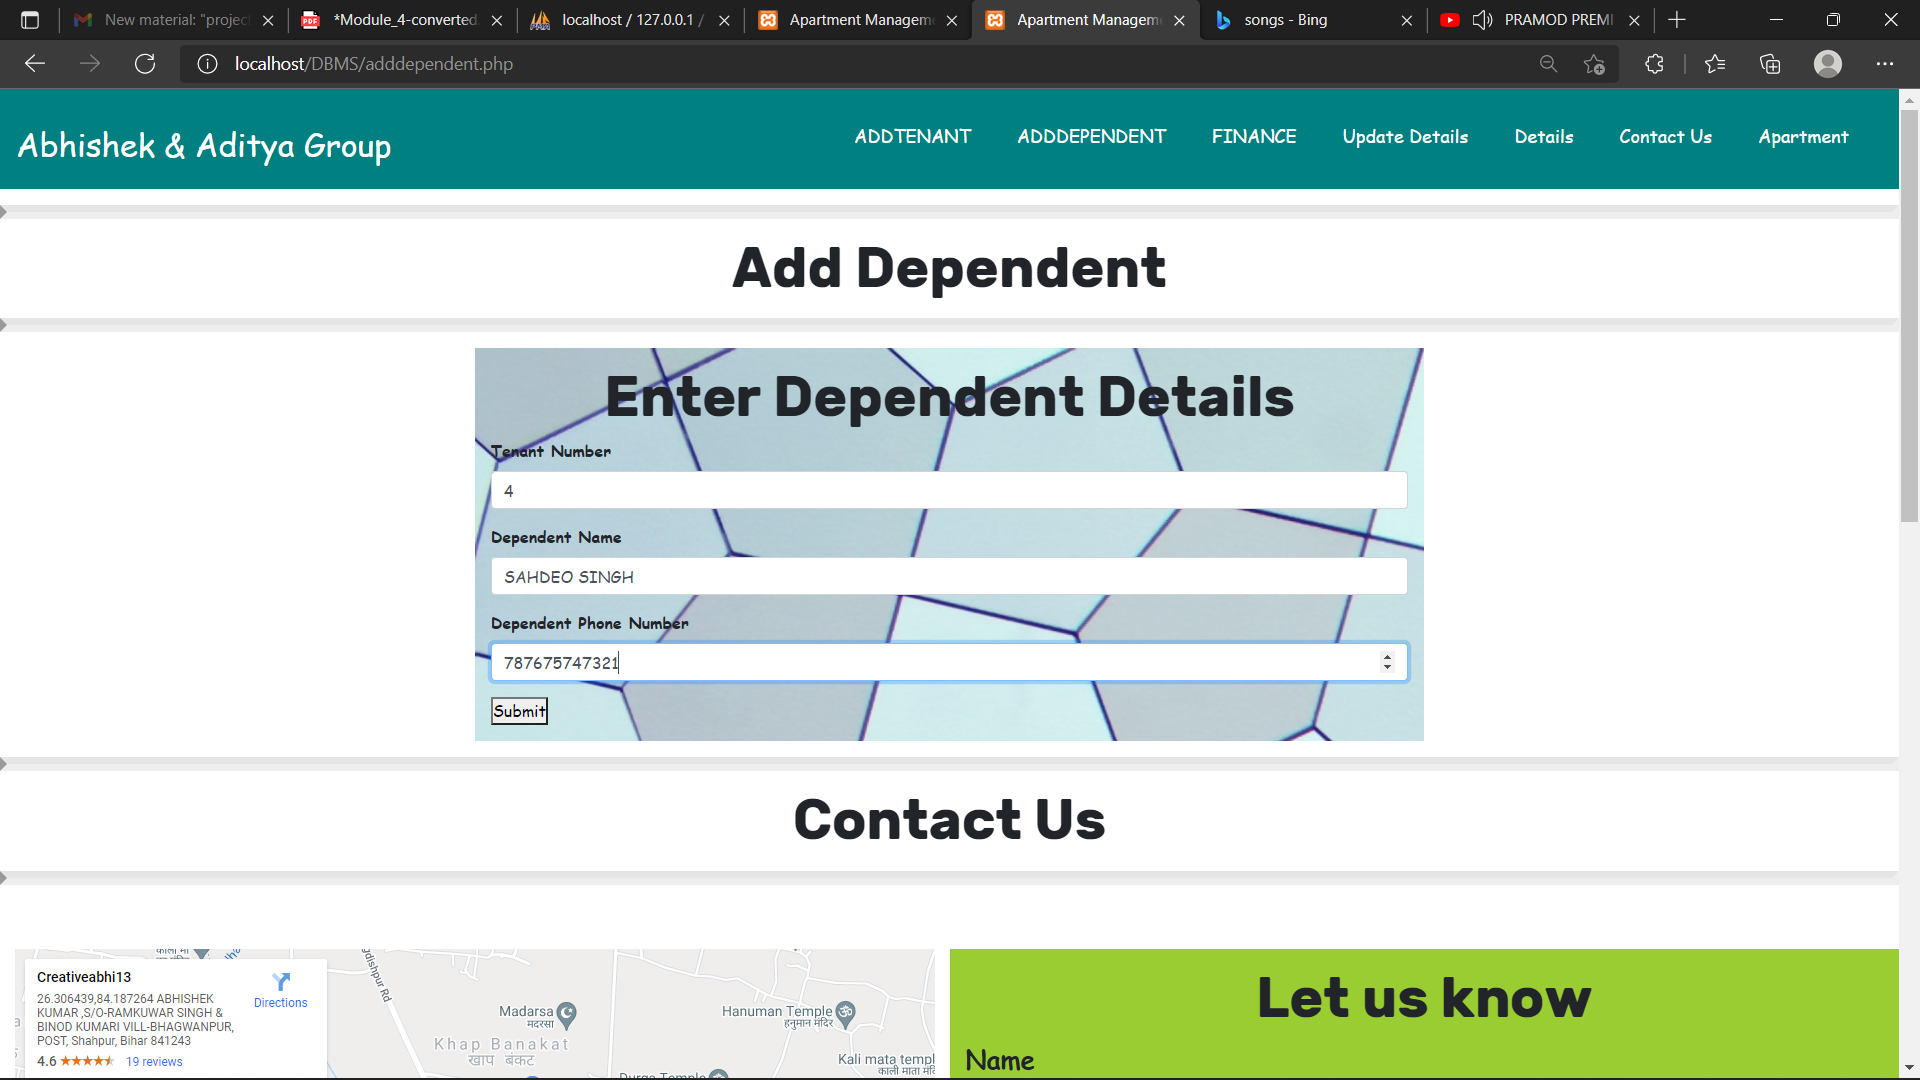 New material: "projec
*Module_4-converted.
localhost / 127.0.0.1 /
Apartment Managem
Apartment Managem
songs - Bing
PRAMOD PREMI
localhost/DBMS/adddependent.php
Abhishek & Aditya Group
ADDTENANT
ADDDEPENDENT
FINANCE
Update Details
Details
Contact Us
Apartment
Add Dependent
Enter Dependent Details
Tenant Number
4
Dependent Name
SAHDEO SINGH
Dependent Phone Number
787675747321
Submit
Contact Us
Creativeabhi13
26.306439,84.187264 ABHISHEK
KUMAR ,S/O-RAMKUWAR SINGH &
BINOD KUMARI VILL-BHAGWANPUR,
POST, Shahpur, Bihar 841243
4.6
19 reviews
Directions
Madarsa
मदरसा
Khap Banakat
खाप बंकट
Hanuman Temple
हनुमान मंदिर
Kali mata templ
Durga Temple
Let us know
Name